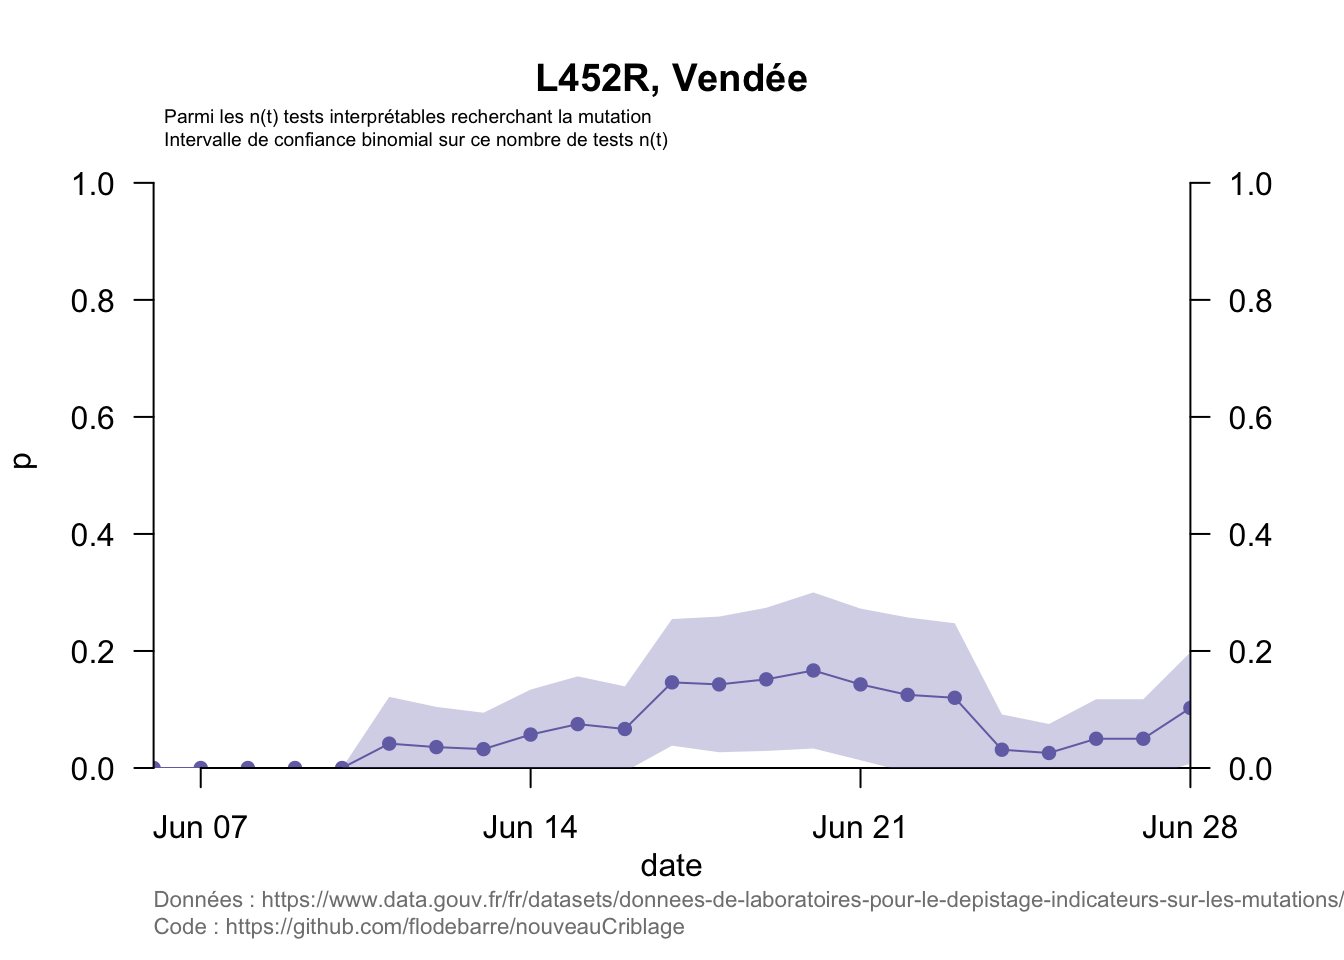 L452R, Vendée
Parmi les n(t) tests interprétables recherchant la mutation
Intervalle de confiance binomial sur ce nombre de tests n(t)
1.0 1.0
0.8 0.8
0.6 0.6
p
0.4 0.4
0.2 0.2
0.0 0.0
Jun 07 Jun 14 Jun 21 Jun 28
date
Données : https://www.data.gouv.fr/fr/datasets/donnees-de-laboratoires-pour-le-depistage-indicateurs-sur-les-mutations/
Code : https://github.com/flodebarre/nouveauCriblage